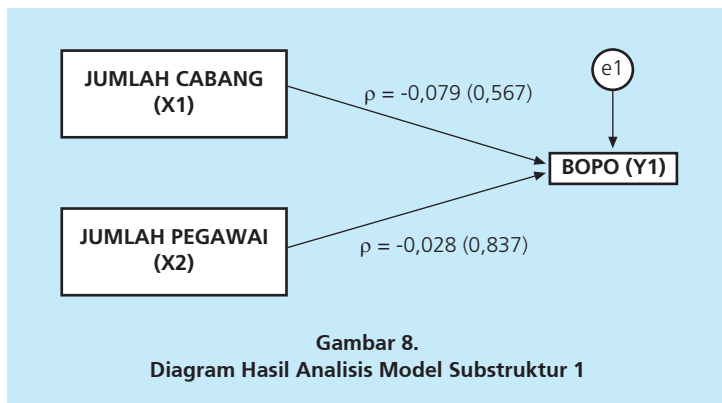 JUMLAH CABANG
(X1)
ρ = -0,079 (0,567)
e1
BOPO (Y1)
JUMLAH PEGAWAI
(X2)
ρ = -0,028 (0,837)
Gambar 8.
Diagram Hasil Analisis Model Substruktur 1